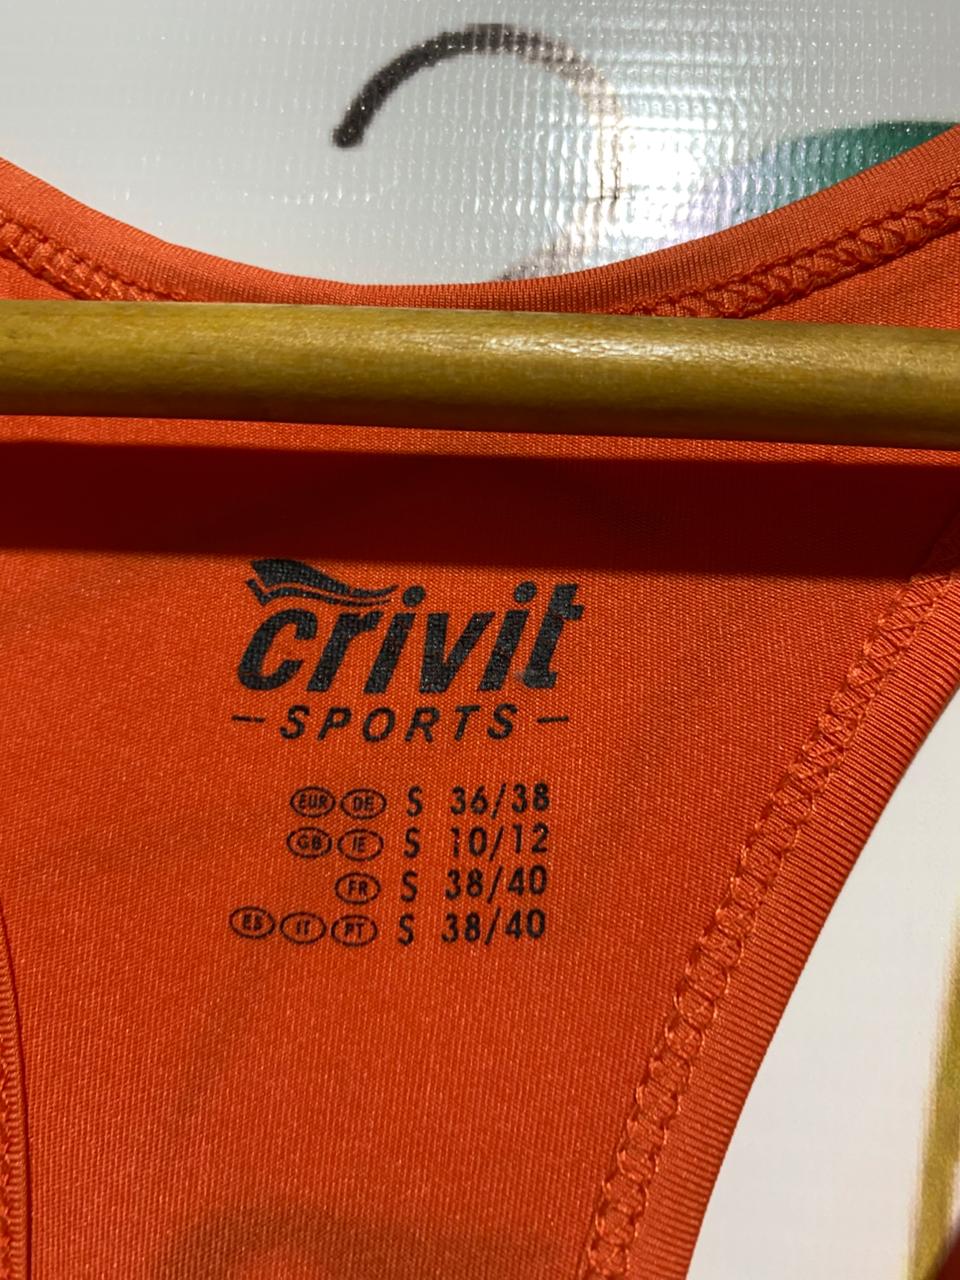 crivit
- SPORTS -
EUR DE S 36/38
GB IE S 10/12
FR S 38/40
ES IT PT S 38/40